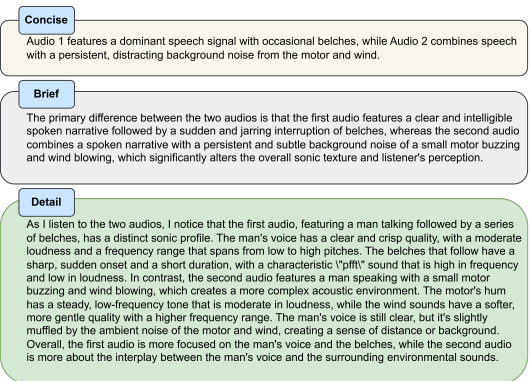 Concise
Audio 1 features a dominant speech signal with occasional belches, while Audio 2 combines speech
with a persistent, distracting background noise from the motor and wind.
Brief
The primary difference between the two audios is that the first audio features a clear and intelligible
spoken narrative followed by a sudden and jarring interruption of belches, whereas the second audio
combines a spoken narrative with a persistent and subtle background noise of a small motor buzzing
and wind blowing, which significantly alters the overall sonic texture and listener's perception.
Detail
As I listen to the two audios, I notice that the first audio, featuring a man talking followed by a series
of belches, has a distinct sonic profile. The man's voice has a clear and crisp quality, with a moderate
loudness and a frequency range that spans from low to high pitches. The belches that follow have a
sharp, sudden onset and a short duration, with a characteristic \"pfft\" sound that is high in frequency
and low in loudness. In contrast, the second audio features a man speaking with a small motor
buzzing and wind blowing, which creates a more complex acoustic environment. The motor's hum
has a steady, low-frequency tone that is moderate in loudness, while the wind sounds have a softer,
more gentle quality with a higher frequency range. The man's voice is still clear, but it's slightly
muffled by the ambient noise of the motor and wind, creating a sense of distance or background.
Overall, the first audio is more focused on the man's voice and the belches, while the second audio
is more about the interplay between the man's voice and the surrounding environmental sounds.